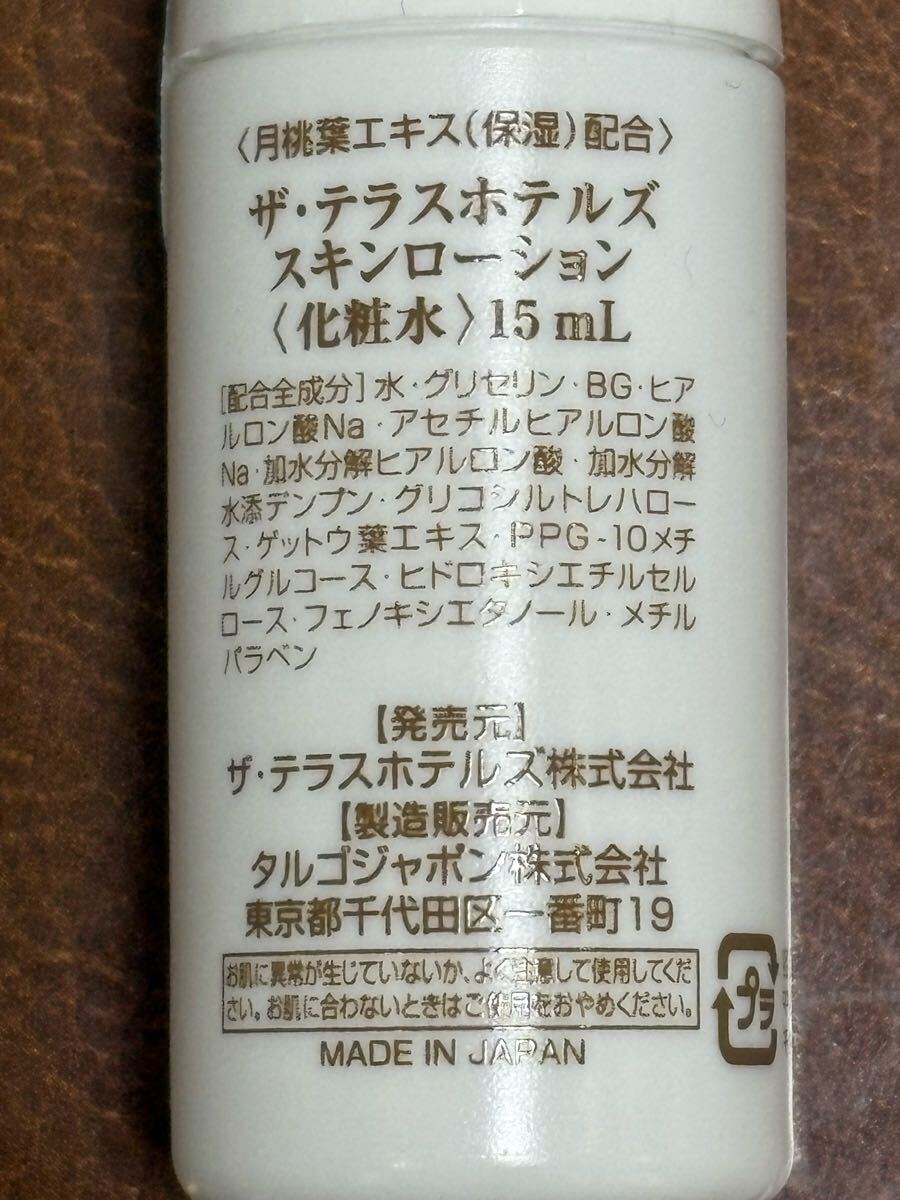 〈月桃葉エキス(保湿)配合〉
ザ・テラスホテルズ
スキンローション
〈化粧水〉15 mL
[配合全成分] 水・グリセリン・BG・ヒア
ルロン酸Na・アセチルヒアルロン酸
Na・加水分解ヒアルロン酸・加水分解
水添デンプン・グリコシルトレハロー
ス・ゲットウ葉エキス・PPG-10メチ
ルグルコース・ヒドロキシエチルセル
ロース・フェノキシエタノール・メチル
パラベン
【発売元】
ザ・テラスホテルズ株式会社
【製造販売元】
タルゴジャポン株式会社
東京都千代田区一番町19
お肌に異常が生じていないか、よく注意して使用してくだ
さい。お肌に合わないときはご使用をおやめください。
プラ
MADE IN JAPAN